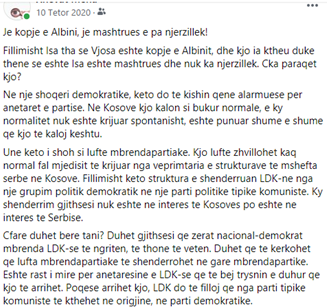 10 Tetor 2020 ·
Je kopje e Albini, je mashtrues e pa njerzillek!
Fillimisht Isa tha se Vjosa eshte kopje e Albinit, dhe kjo ia ktheu duke
thene se eshte Isa eshte mashtrues dhe nuk ka njerzillek. Cka paraqet
kjo?
Ne nje shoqeri demokratike, keto do te kishin qene alarmuese per
anetaret e partise. Ne Kosove kjo kalon si bukur normale, e ky
normalitet nuk eshte krijuar spontanisht, eshte punuar shume e shume
qe kjo te kaloj keshtu.
Une keto i shoh si lufte mbrendapartiake. Kjo lufte zhvillohet kaq
normal fal mjedisit te krijuar nga veprimtaria e strukturave te mshefta
serbe ne Kosove. Fillimisht keto struktura e shenderruan LDK-ne nga
nje grupim politik demokratik ne nje parti politike tipike komuniste. Ky
shenderrim gjithsesi nuk eshte ne interes te Kosoves po eshte ne
interes te Serbise.
Cfare duhet bere tani? Duhet gjithsesi qe zerat nacional-demokrat
mbrenda LDK-se te ngriten, te thone te veten. Duhet qe te kerkohet
qe lufta mbrendapartiake te shenderrohet ne gare mbrendapartike.
Eshte rast i mire per anetaresine e LDK-se qe te bej trysnin e duhur qe
kjo te arrihet. Poqese arrihet kjo, LDK do te filloj qe nga parti tipike
komuniste te kthehet ne origjine, ne parti demokratike.